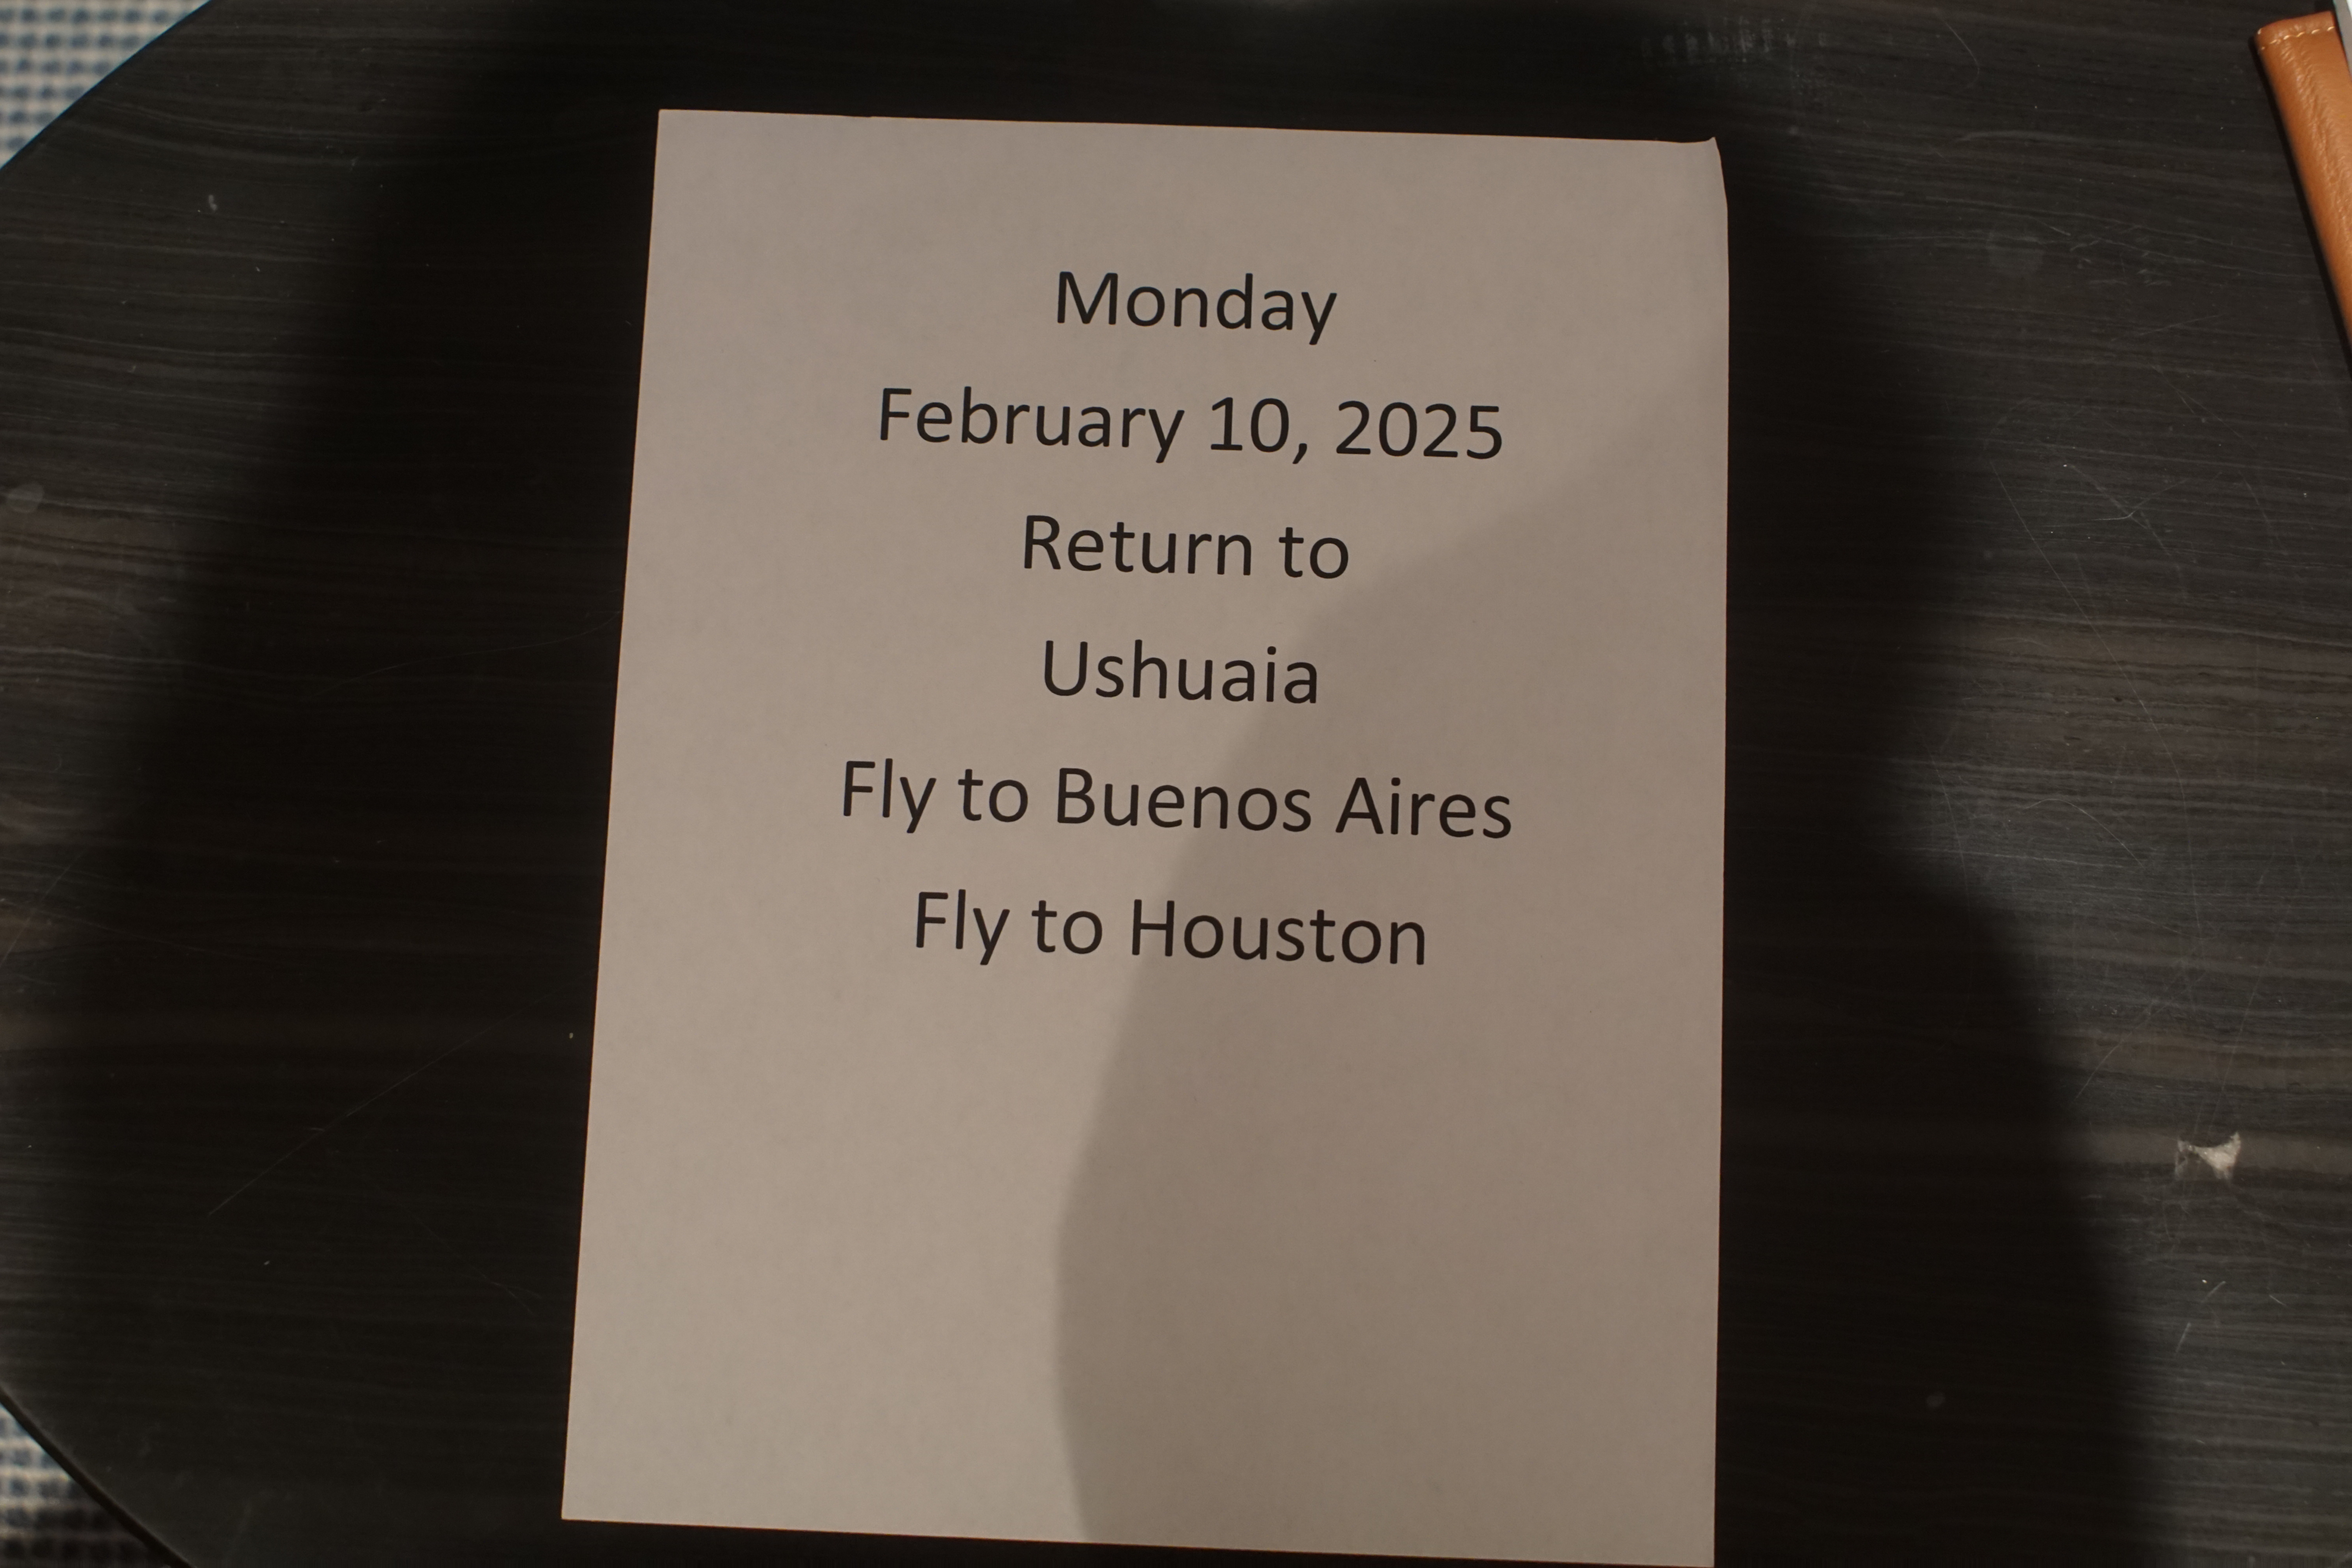 Monday
February 10, 2025
Return to
Ushuaia
Fly to Buenos Aires
Fly to Houston